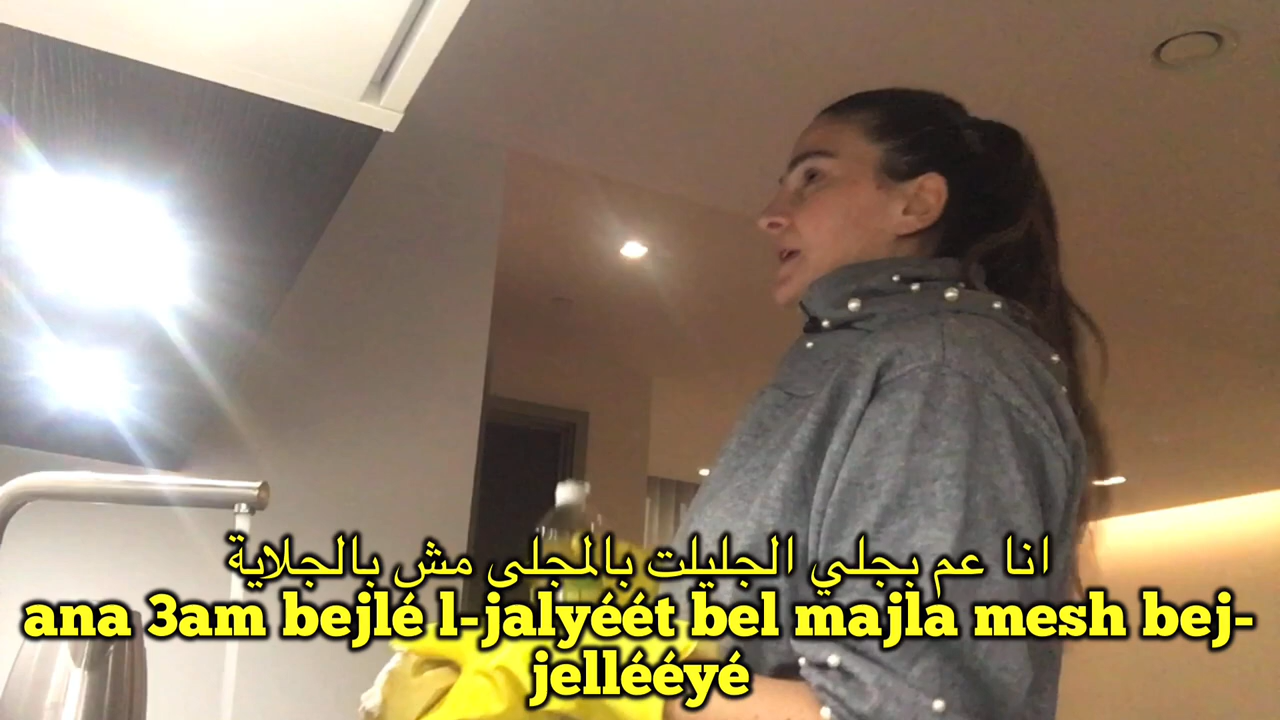 انا عم بجلي الجليلت بالمجلى مش بالجلاية
ana 3am bejlé l-jalyéét bel majla mesh bej-
jellééyé